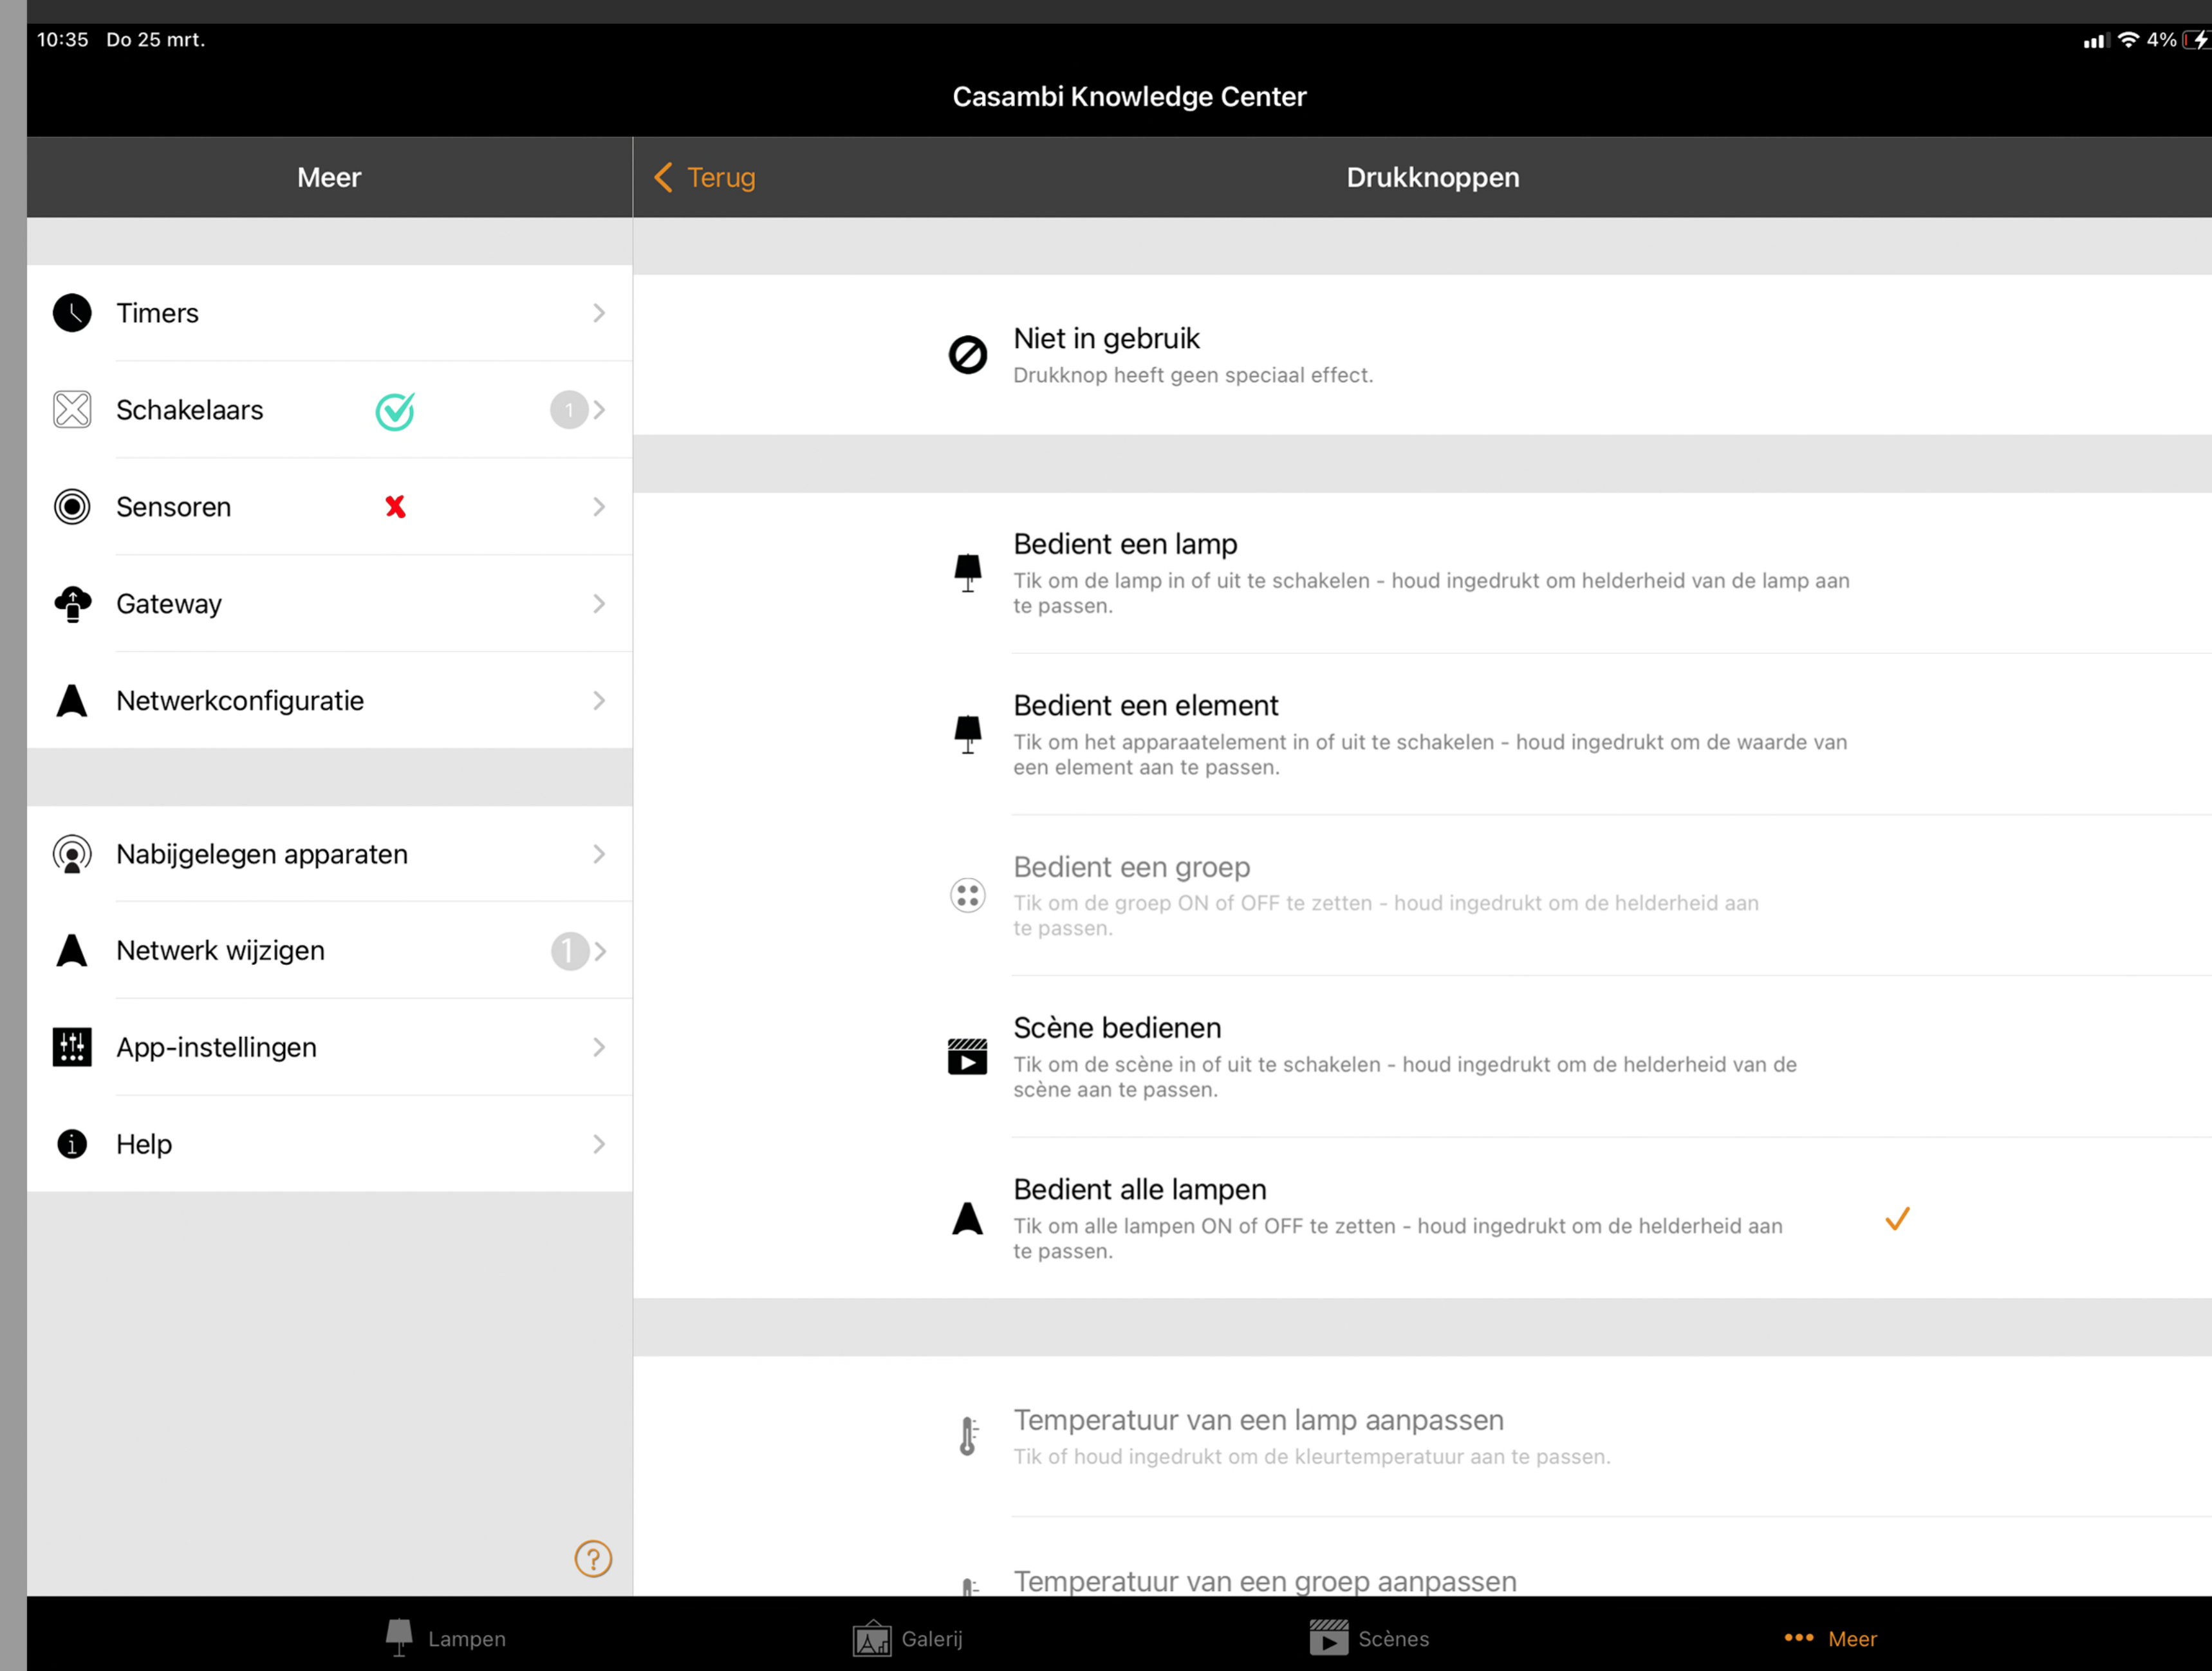 10:35 Do 25 mrt.
4%
Casambi Knowledge Center
Meer
Terug
Drukknoppen
Timers
Schakelaars 1
Sensoren
Gateway
Netwerkconfiguratie
Nabijgelegen apparaten
Netwerk wijzigen 1
App-instellingen
Help
?
Niet in gebruik
Drukknop heeft geen speciaal effect.
Bedient een lamp
Tik om de lamp in of uit te schakelen - houd ingedrukt om helderheid van de lamp aan
te passen.
Bedient een element
Tik om het apparaatelement in of uit te schakelen - houd ingedrukt om de waarde van
een element aan te passen.
Bedient een groep
Tik om de groep ON of OFF te zetten - houd ingedrukt om de helderheid aan
te passen.
Scène bedienen
Tik om de scène in of uit te schakelen - houd ingedrukt om de helderheid van de
scène aan te passen.
Bedient alle lampen
Tik om alle lampen ON of OFF te zetten - houd ingedrukt om de helderheid aan
te passen.
Temperatuur van een lamp aanpassen
Tik of houd ingedrukt om de kleurtemperatuur aan te passen.
Temperatuur van een groep aanpassen
Lampen
Galerij
Scènes
Meer